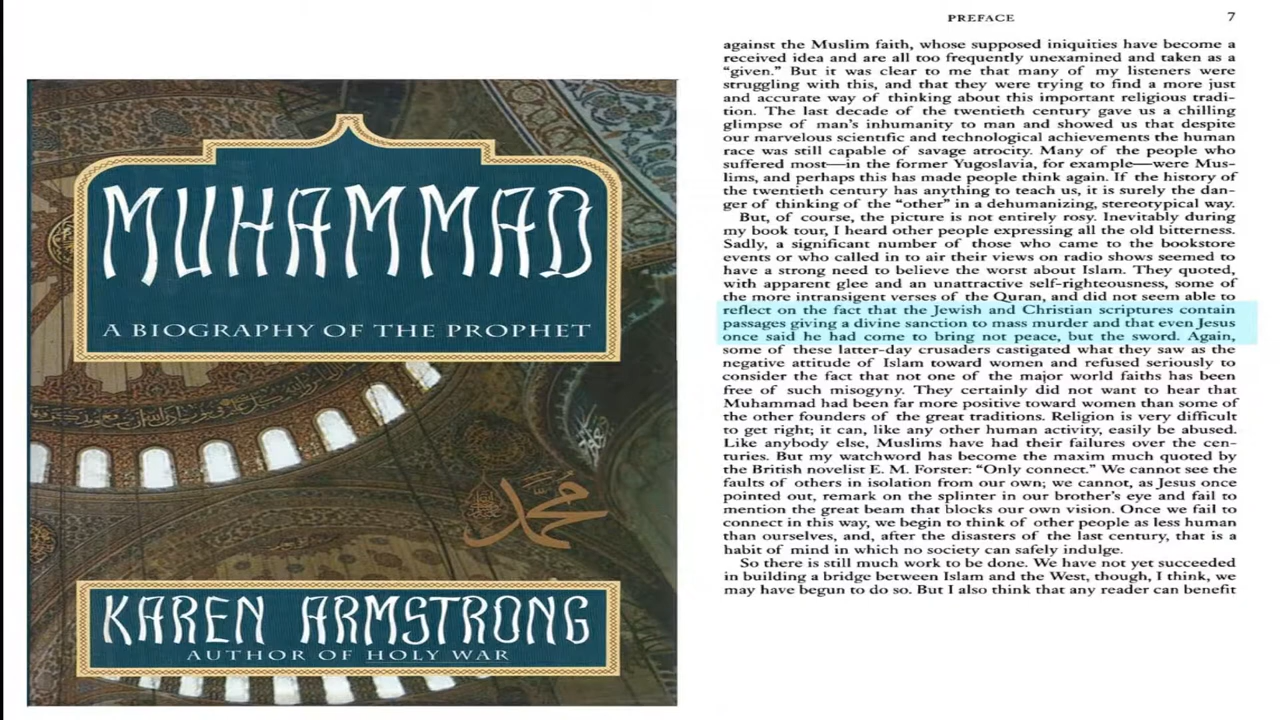 MUHAMMAD
A BIOGRAPHY OF THE PROPHET
محمد
KAREN ARMSTRONG
AUTHOR OF HOLY WAR
PREFACE 7
against the Muslim faith, whose supposed iniquities have become a
received idea and are all too frequently unexamined and taken as a
“given.” But it was clear to me that many of my listeners were
struggling with this, and that they were trying to find a more just
and accurate way of thinking about this important religious tradi-
tion. The last decade of the twentieth century gave us a chilling
glimpse of man’s inhumanity to man and showed us that despite
our marvelous scientific and technological achievements the human
race was still capable of savage atrocity. Many of the people who
suffered most—in the former Yugoslavia, for example—were Mus-
lims, and perhaps this has made people think again. If the history of
the twentieth century has anything to teach us, it is surely the dan-
ger of thinking of the “other” in a dehumanizing, stereotypical way.
But, of course, the picture is not entirely rosy. Inevitably during
my book tour, I heard other people expressing all the old bitterness.
Sadly, a significant number of those who came to the bookstore
events or who called in to air their views on radio shows seemed to
have a strong need to believe the worst about Islam. They quoted,
with apparent glee and an unattractive self-righteousness, some of
the more intransigent verses of the Quran, and did not seem able to
reflect on the fact that the Jewish and Christian scriptures contain
passages giving a divine sanction to mass murder and that even Jesus
once said he had come to bring not peace, but the sword. Again,
some of these latter-day crusaders castigated what they saw as the
negative attitude of Islam toward women and refused seriously to
consider the fact that not one of the major world faiths has been
free of such misogyny. They certainly did not want to hear that
Muhammad had been far more positive toward women than some of
the other founders of the great traditions. Religion is very difficult
to get right; it can, like any other human activity, easily be abused.
Like anybody else, Muslims have had their failures over the cen-
turies. But my watchword has become the maxim much quoted by
the British novelist E. M. Forster: “Only connect.” We cannot see the
faults of others in isolation from our own; we cannot, as Jesus once
pointed out, remark on the splinter in our brother’s eye and fail to
mention the great beam that blocks our own vision. Once we fail to
connect in this way, we begin to think of other people as less human
than ourselves, and, after the disasters of the last century, that is a
habit of mind in which no society can safely indulge.
So there is still much work to be done. We have not yet succeeded
in building a bridge between Islam and the West, though, I think, we
may have begun to do so. But I also think that any reader can benefit